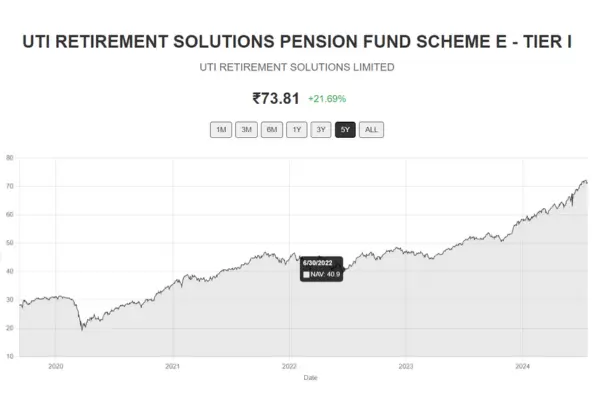 UTI RETIREMENT SOLUTIONS PENSION FUND SCHEME E - TIER I
UTI RETIREMENT SOLUTIONS LIMITED
₹73.81 +21.69%
1M 3M 6M 1Y 3Y 5Y ALL
80
70
60
50
40
30
20
10
6/30/2022
NAV: 40.9
2020 2021 2022 2023 2024
Date